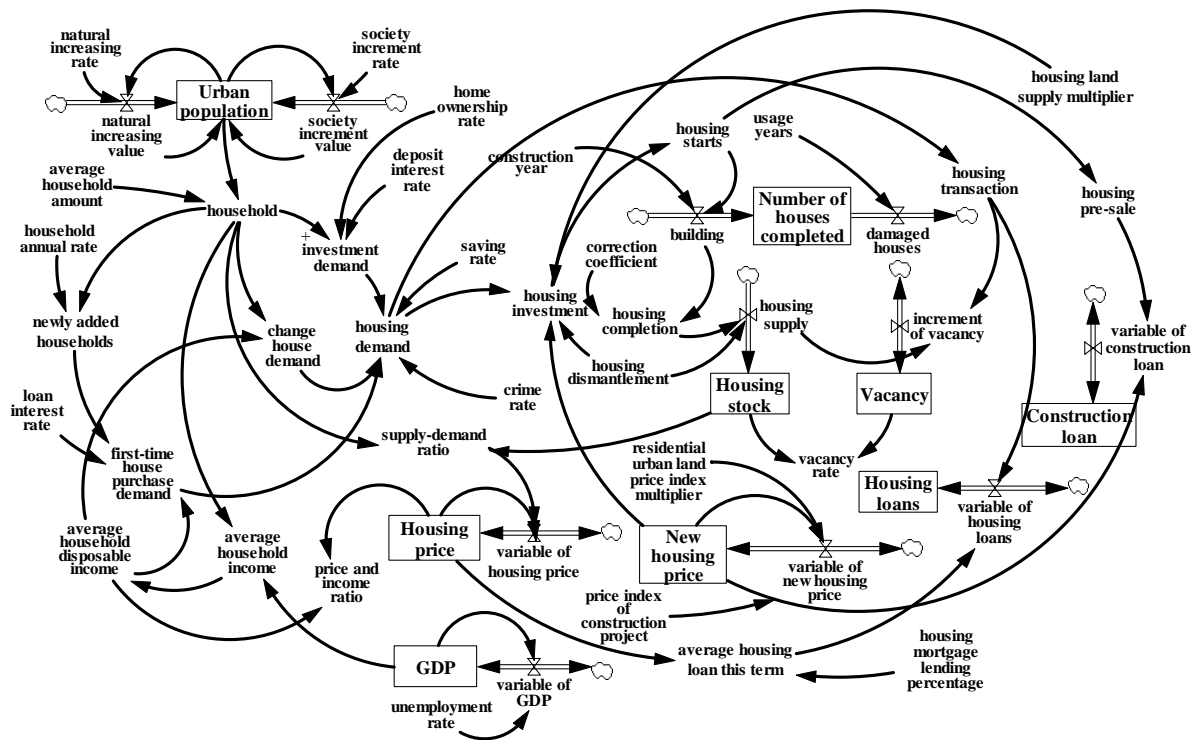 natural
increasing
rate
society
increment
rate
Urban
population
natural
increasing
value
society
increment
value
home
ownership
rate
housing land
supply multiplier
average
household
amount
deposit
interest
rate
construction
year
housing
starts
usage
years
housing
transaction
housing
pre-sale
household
household
annual rate
+
investment
demand
saving
rate
building
correction
coefficient
Number of
houses
completed
damaged
houses
newly added
households
change
house
demand
housing
demand
housing
investment
housing
completion
housing
supply
increment
of vacancy
variable of
construction
loan
housing
dismantlement
crime
rate
Housing
stock
Vacancy
Construction
loan
loan
interest
rate
first-time
house
purchase
demand
supply-demand
ratio
residential
urban land
price index
multiplier
vacancy
rate
Housing
loans
variable of
housing
loans
average
household
disposable
income
average
household
income
price and
income
ratio
Housing
price
variable of
housing price
New
housing
price
variable of
new housing
price
price index
of
construction
project
GDP
variable of
GDP
unemployment
rate
average housing
loan this term
housing
mortgage
lending
percentage